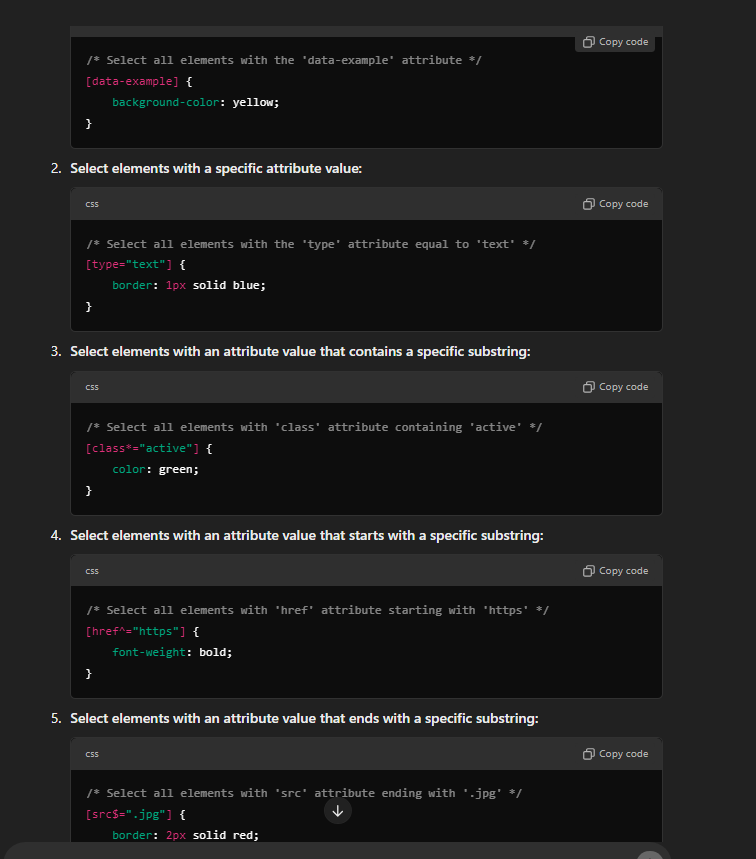 Copy code
/* Select all elements with the 'data-example' attribute */
[data-example] {
    background-color: yellow;
}
2. Select elements with a specific attribute value:
css Copy code
/* Select all elements with the 'type' attribute equal to 'text' */
[type="text"] {
    border: 1px solid blue;
}
3. Select elements with an attribute value that contains a specific substring:
css Copy code
/* Select all elements with 'class' attribute containing 'active' */
[class*="active"] {
    color: green;
}
4. Select elements with an attribute value that starts with a specific substring:
css Copy code
/* Select all elements with 'href' attribute starting with 'https' */
[href^="https"] {
    font-weight: bold;
}
5. Select elements with an attribute value that ends with a specific substring:
css Copy code
/* Select all elements with 'src' attribute ending with '.jpg' */
[src$=".jpg"] {
    border: 2px solid red;